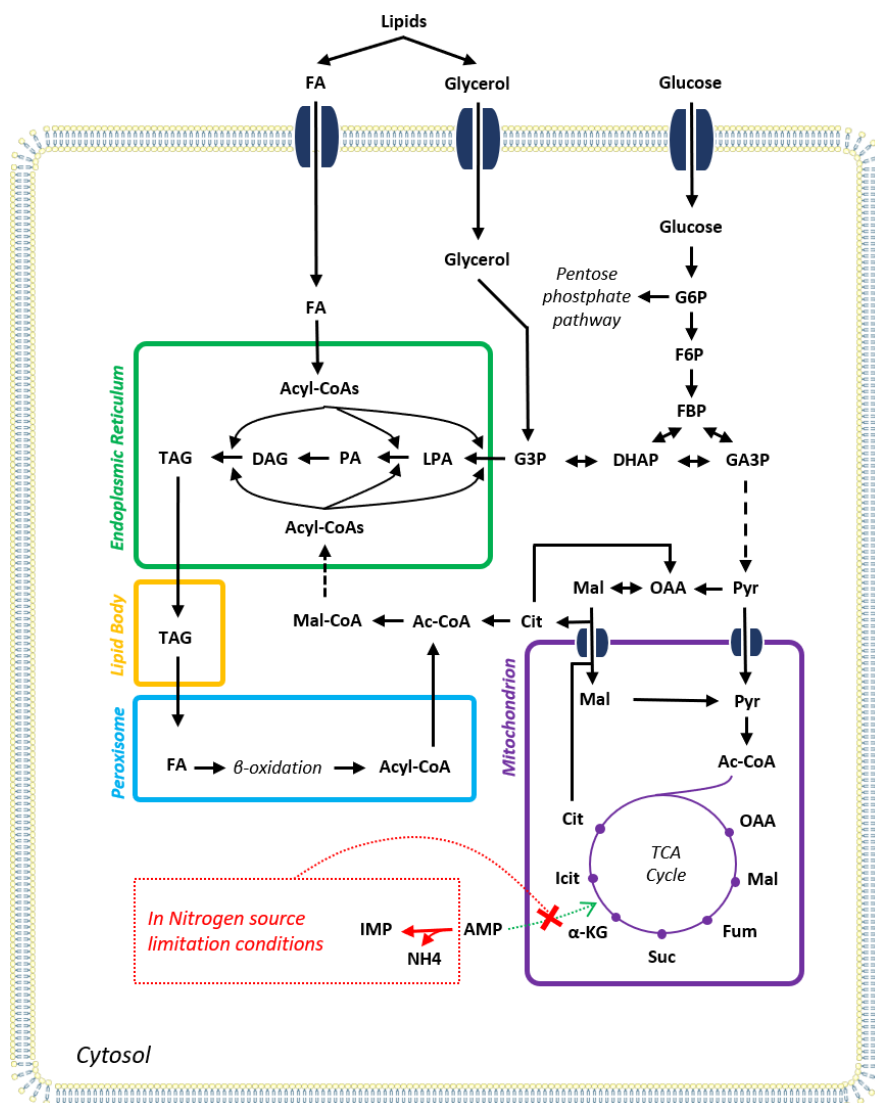 Lipids
FA
Glycerol
Glucose
Glucose
Glycerol
Pentose
phostphate
pathway
G6P
FA
F6P
Endoplasmic Reticulum
Acyl-CoAs
FBP
TAG
DAG
PA
LPA
G3P
DHAP
GA3P
Acyl-CoAs
Lipid Body
TAG
Mal-CoA
Ac-CoA
Cit
Mal
OAA
Pyr
Mitochondrion
Mal
Pyr
Peroxisome
FA
β-oxidation
Acyl-CoA
Ac-CoA
Cit
OAA
TCA
Cycle
Icit
Mal
α-KG
Fum
Suc
In Nitrogen source
limitation conditions
IMP
AMP
NH4
Cytosol